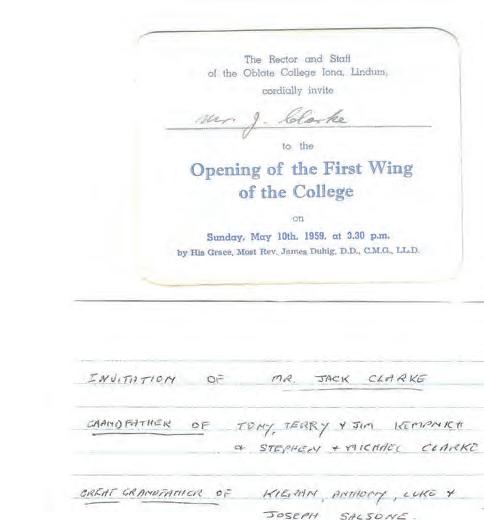 The Rector and Staff
of the Oblate College Iona, Lindum,
cordially invite
Mr. J. Clarke
to the
Opening of the First Wing
of the College
on
Sunday, May 10th. 1959. at 3.30 p.m.
by His Grace, Most Rev. James Duhig, D.D., C.M.G., LL.D.
INVITATION OF MR. JACK CLARKE
GRANDFATHER OF TONY, TERRY & JIM KEMPNICH
& STEPHEN & MICHAEL CLARKE
GREAT GRANDFATHER OF KIERAN, ANTHONY, LUKE &
JOSEPH SALSONE.